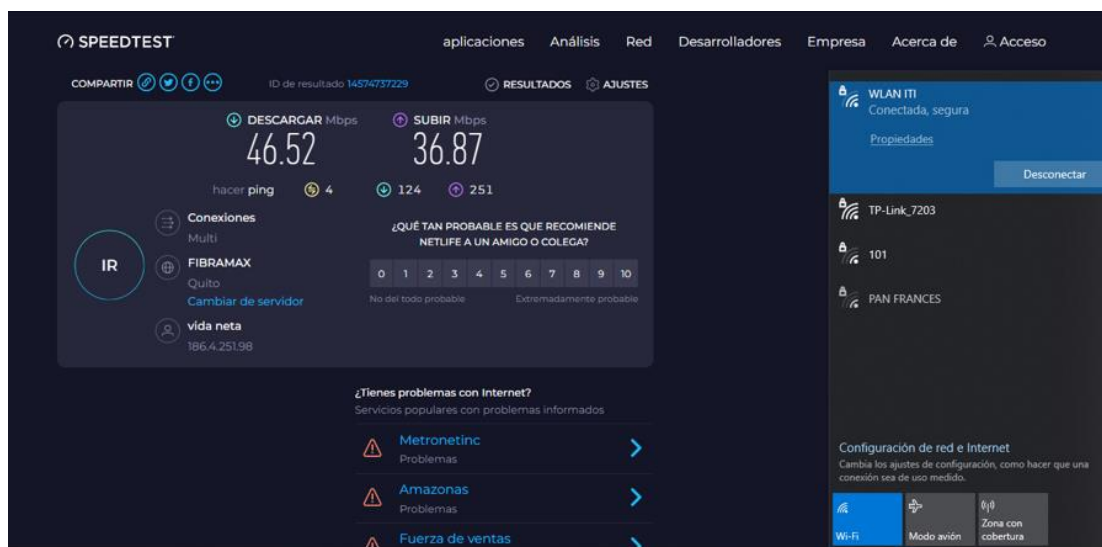 SPEEDTEST
aplicaciones Análisis Red Desarrolladores Empresa Acerca de Acceso
COMPARTIR
ID de resultado 14574737229
RESULTADOS AJUSTES
DESCARGAR Mbps
46.52
SUBIR Mbps
36.87
hacer ping 4 124 251
Conexiones
Multi
FIBRAMAX
Quito
Cambiar de servidor
vida neta
186.4.251.98
IR
¿QUÉ TAN PROBABLE ES QUE RECOMIENDE
NETLIFE A UN AMIGO O COLEGA?
0 1 2 3 4 5 6 7 8 9 10
No del todo probable Extremadamente probable
¿Tienes problemas con Internet?
Servicios populares con problemas informados
Metronetinc
Problemas
Amazonas
Problemas
Fuerza de ventas
WLAN ITI
Conectada, segura
Propiedades
Desconectar
TP-Link_7203
101
PAN FRANCES
Configuración de red e Internet
Cambia los ajustes de configuración, como hacer que una
conexión sea de uso medido.
Wi-Fi
Modo avión
Zona con
cobertura